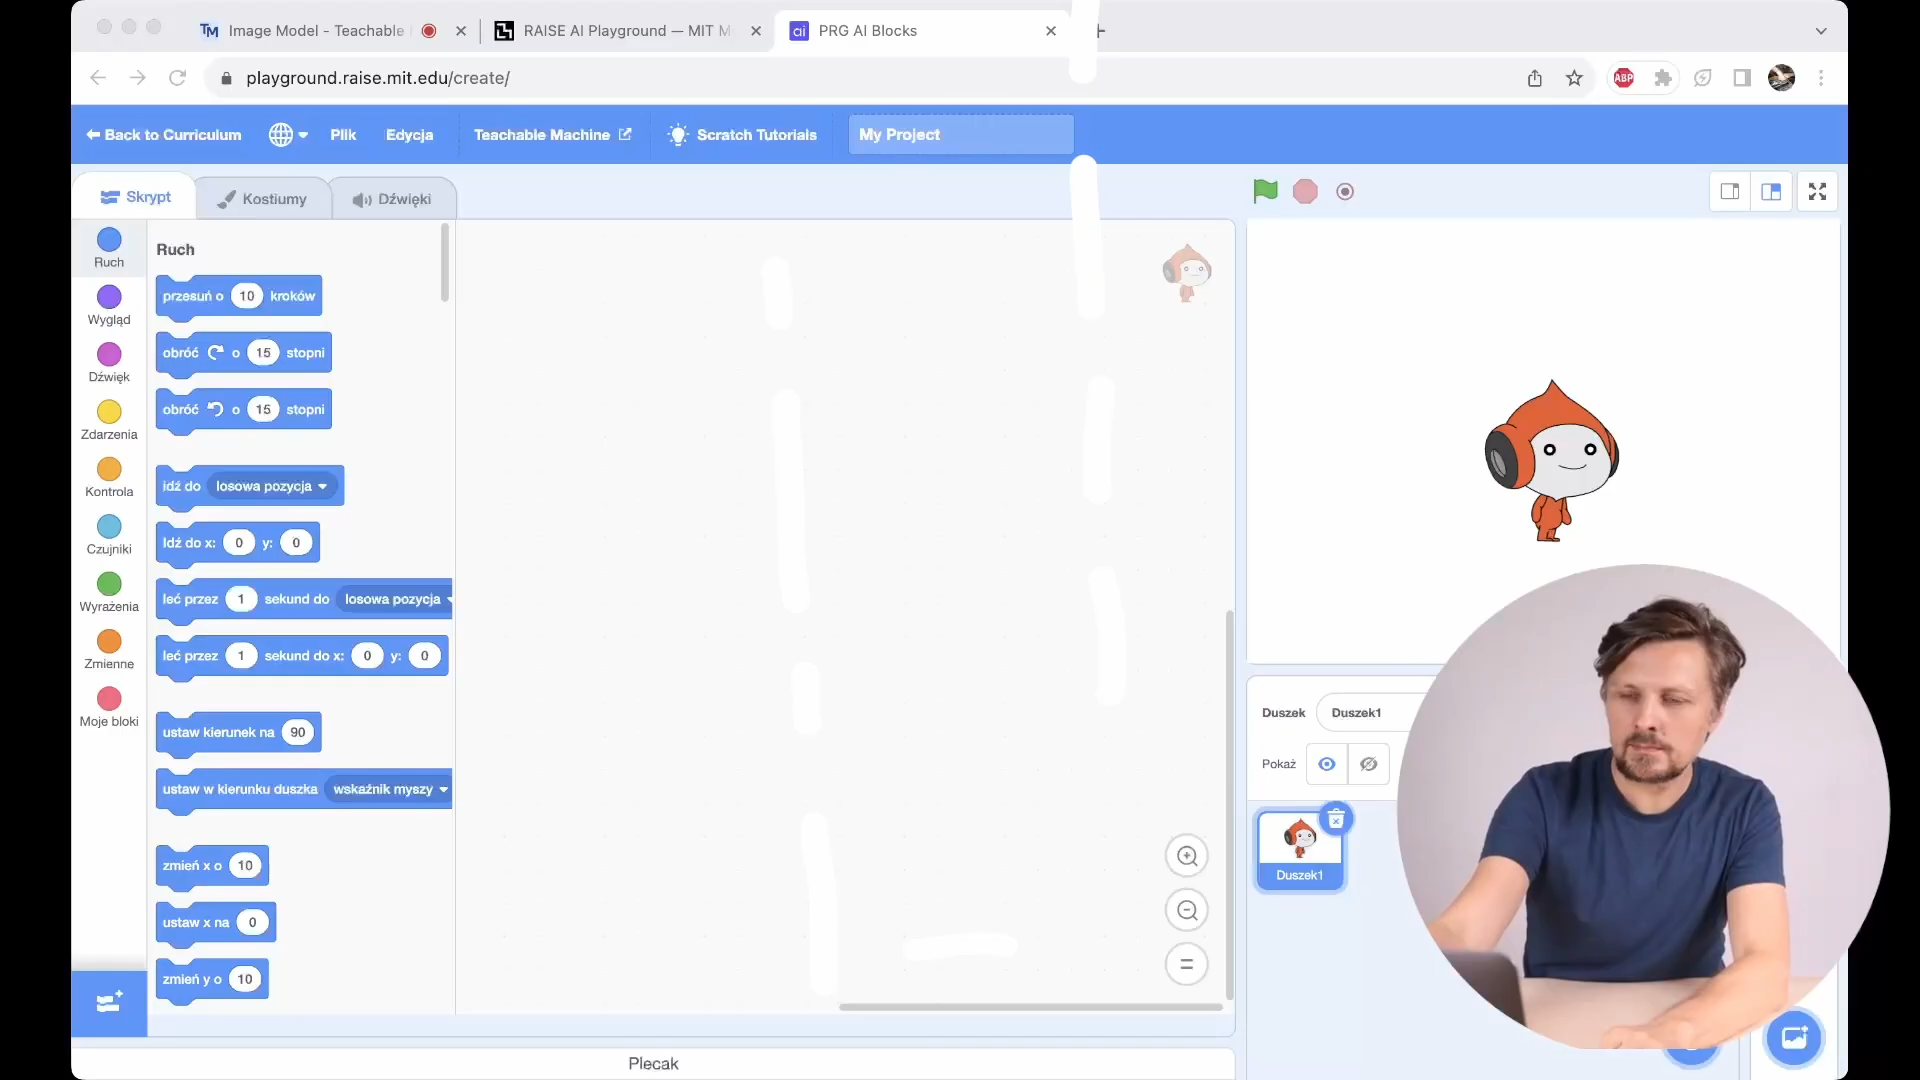 TM Image Model - Teachable
RAISE AI Playground — MIT M
ai PRG AI Blocks
playground.raise.mit.edu/create/
ABP
Back to Curriculum
Plik
Edycja
Teachable Machine
Scratch Tutorials
My Project
Skrypt
Kostiumy
Dźwięki
Ruch
Wygląd
Dźwięk
Zdarzenia
Kontrola
Czujniki
Wyrażenia
Zmienne
Moje bloki
Ruch
przesuń o 10 kroków
obróć o 15 stopni
obróć o 15 stopni
idź do losowa pozycja
Idź do x: 0 y: 0
leć przez 1 sekund do losowa pozycja
leć przez 1 sekund do x: 0 y: 0
ustaw kierunek na 90
ustaw w kierunku duszka wskaźnik myszy
zmień x o 10
ustaw x na 0
zmień y o 10
Duszek Duszek1
Pokaż
Duszek1
Plecak